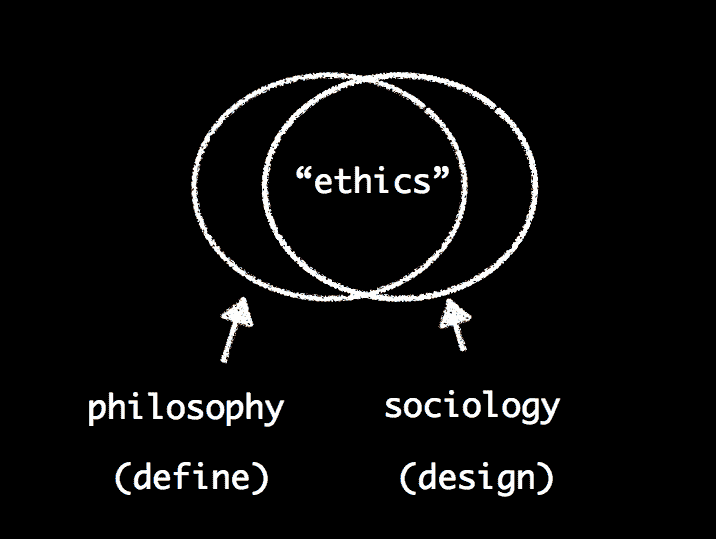 “ethics”
philosophy
sociology
(define)
(design)